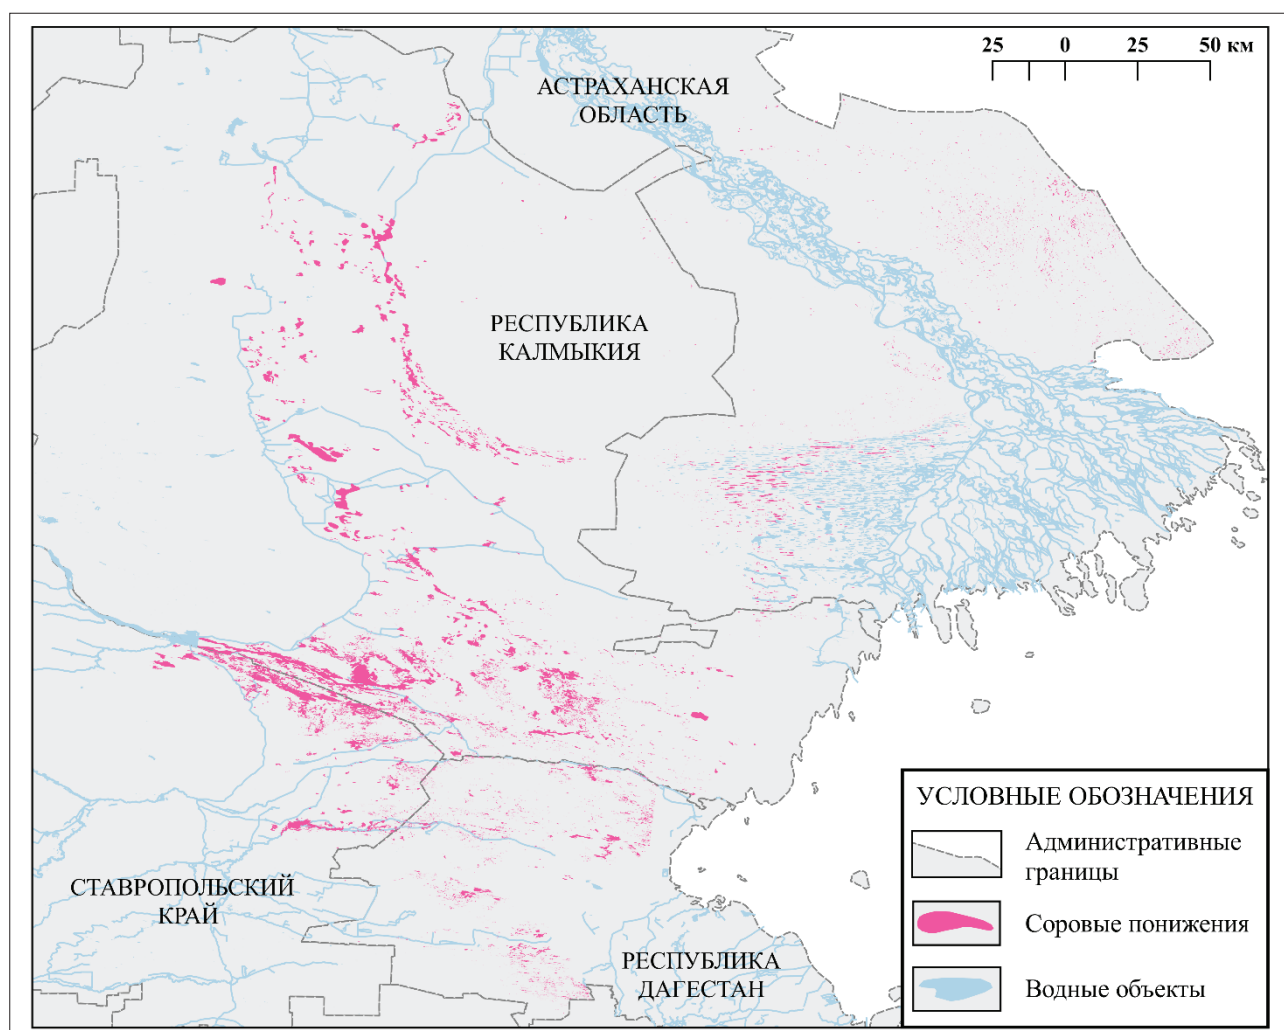 25 0 25 50 км
АСТРАХАНСКАЯ
ОБЛАСТЬ
РЕСПУБЛИКА
КАЛМЫКИЯ
СТАВРОПОЛЬСКИЙ
КРАЙ
РЕСПУБЛИКА
ДАГЕСТАН
УСЛОВНЫЕ ОБОЗНАЧЕНИЯ
Административные
границы
Соровые понижения
Водные объекты